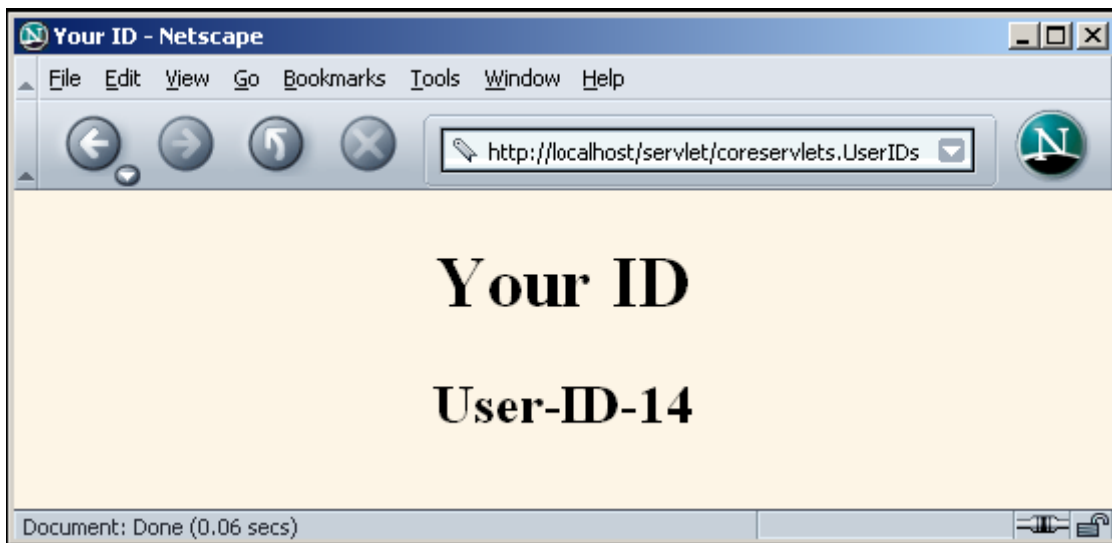 Your ID - Netscape
File Edit View Go Bookmarks Tools Window Help
http://localhost/servlet/coreservlets.UserIDs
N
Your ID
User-ID-14
Document: Done (0.06 secs)